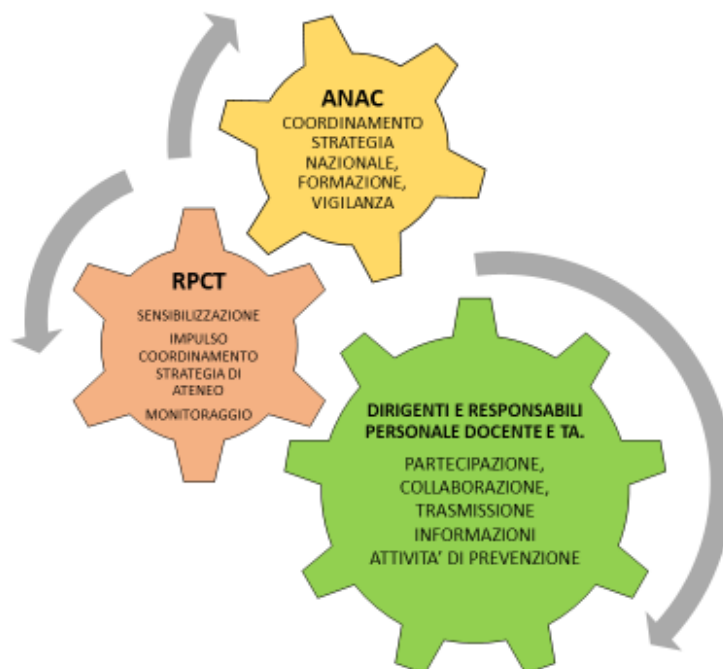 ANAC
COORDINAMENTO
STRATEGIA
NAZIONALE,
FORMAZIONE,
VIGILANZA
RPCT
SENSIBILIZZAZIONE
IMPULSO
COORDINAMENTO
STRATEGIA DI
ATENEO
MONITORAGGIO
DIRIGENTI E RESPONSABILI
PERSONALE DOCENTE E TA.
PARTECIPAZIONE,
COLLABORAZIONE,
TRASMISSIONE
INFORMAZIONI
ATTIVITA’ DI PREVENZIONE